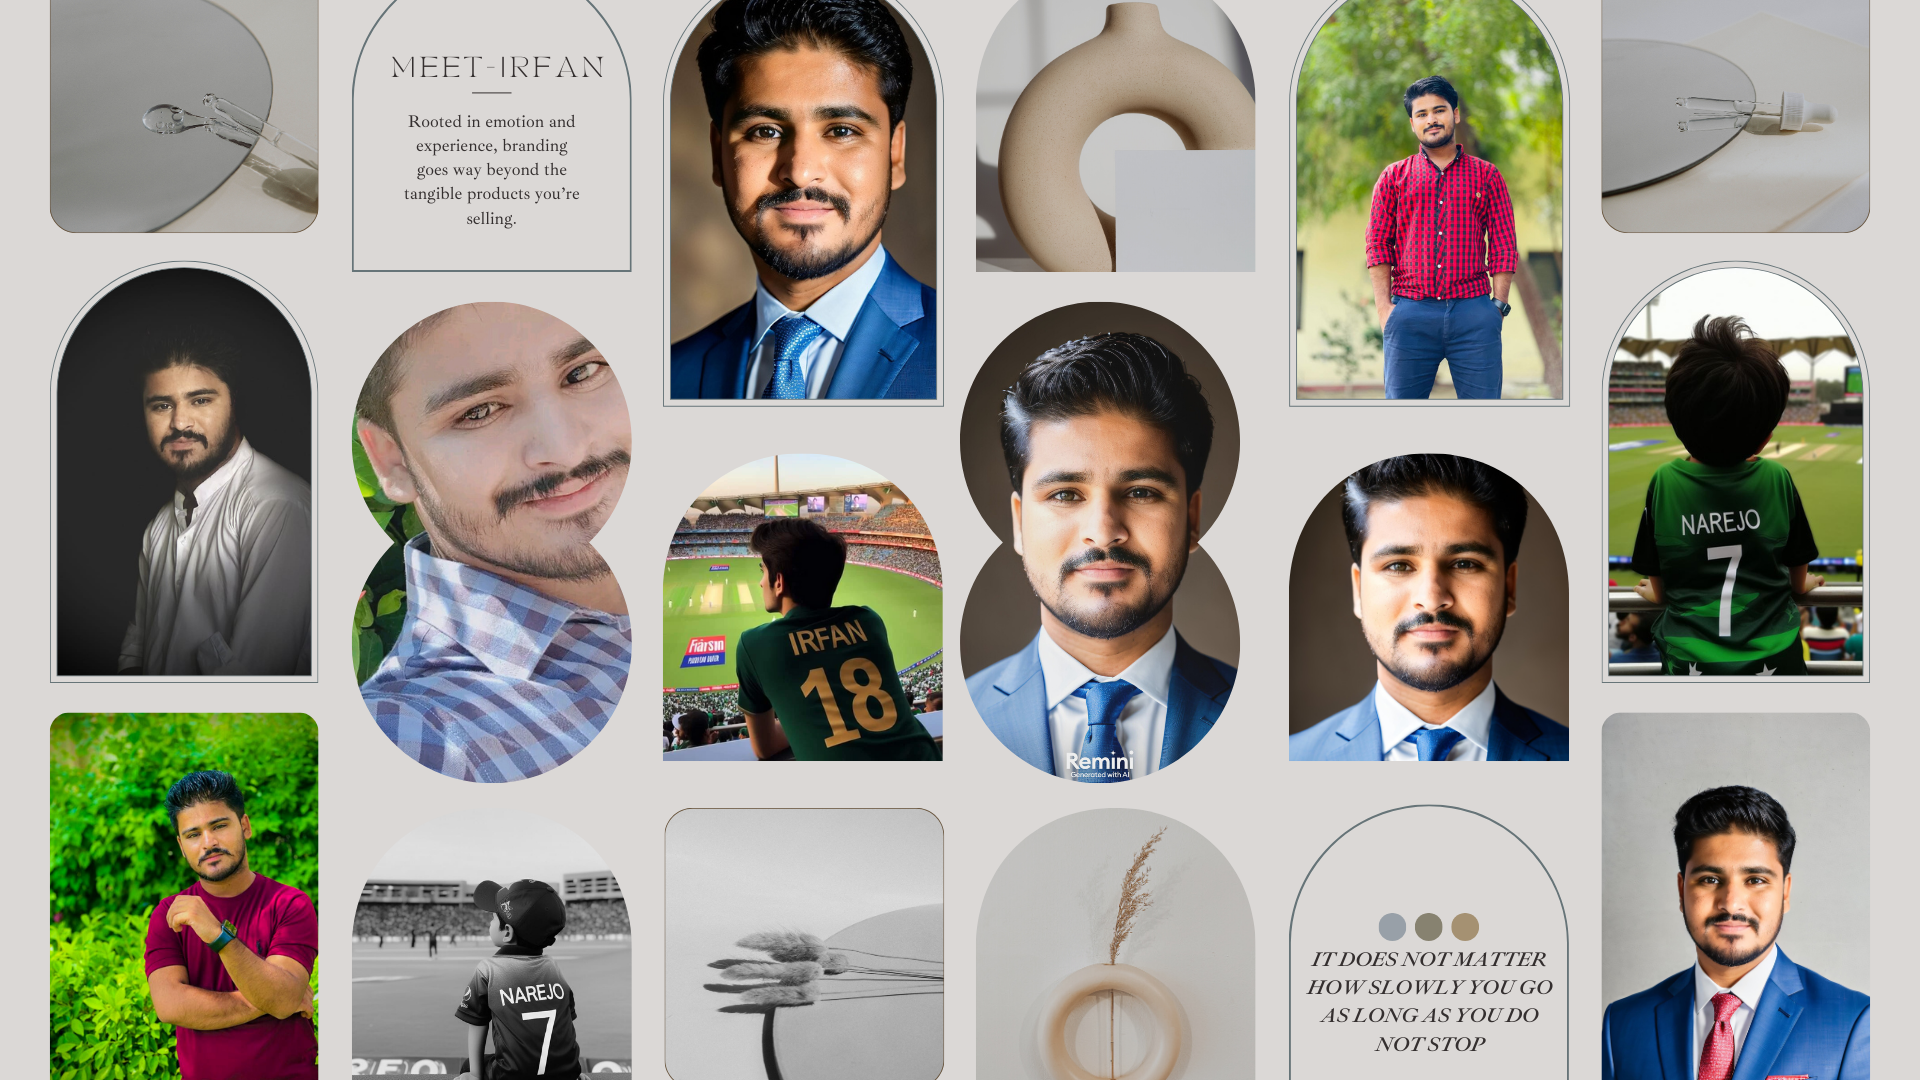 MEET-IRFAN
Rooted in emotion and
experience, branding
goes way beyond the
tangible products you're
selling.
NAREJO
7
IRFAN
18
Fiarsin
Remini
Generated with AI
NAREJO
7
IT DOES NOT MATTER
HOW SLOWLY YOU GO
AS LONG AS YOU DO
NOT STOP